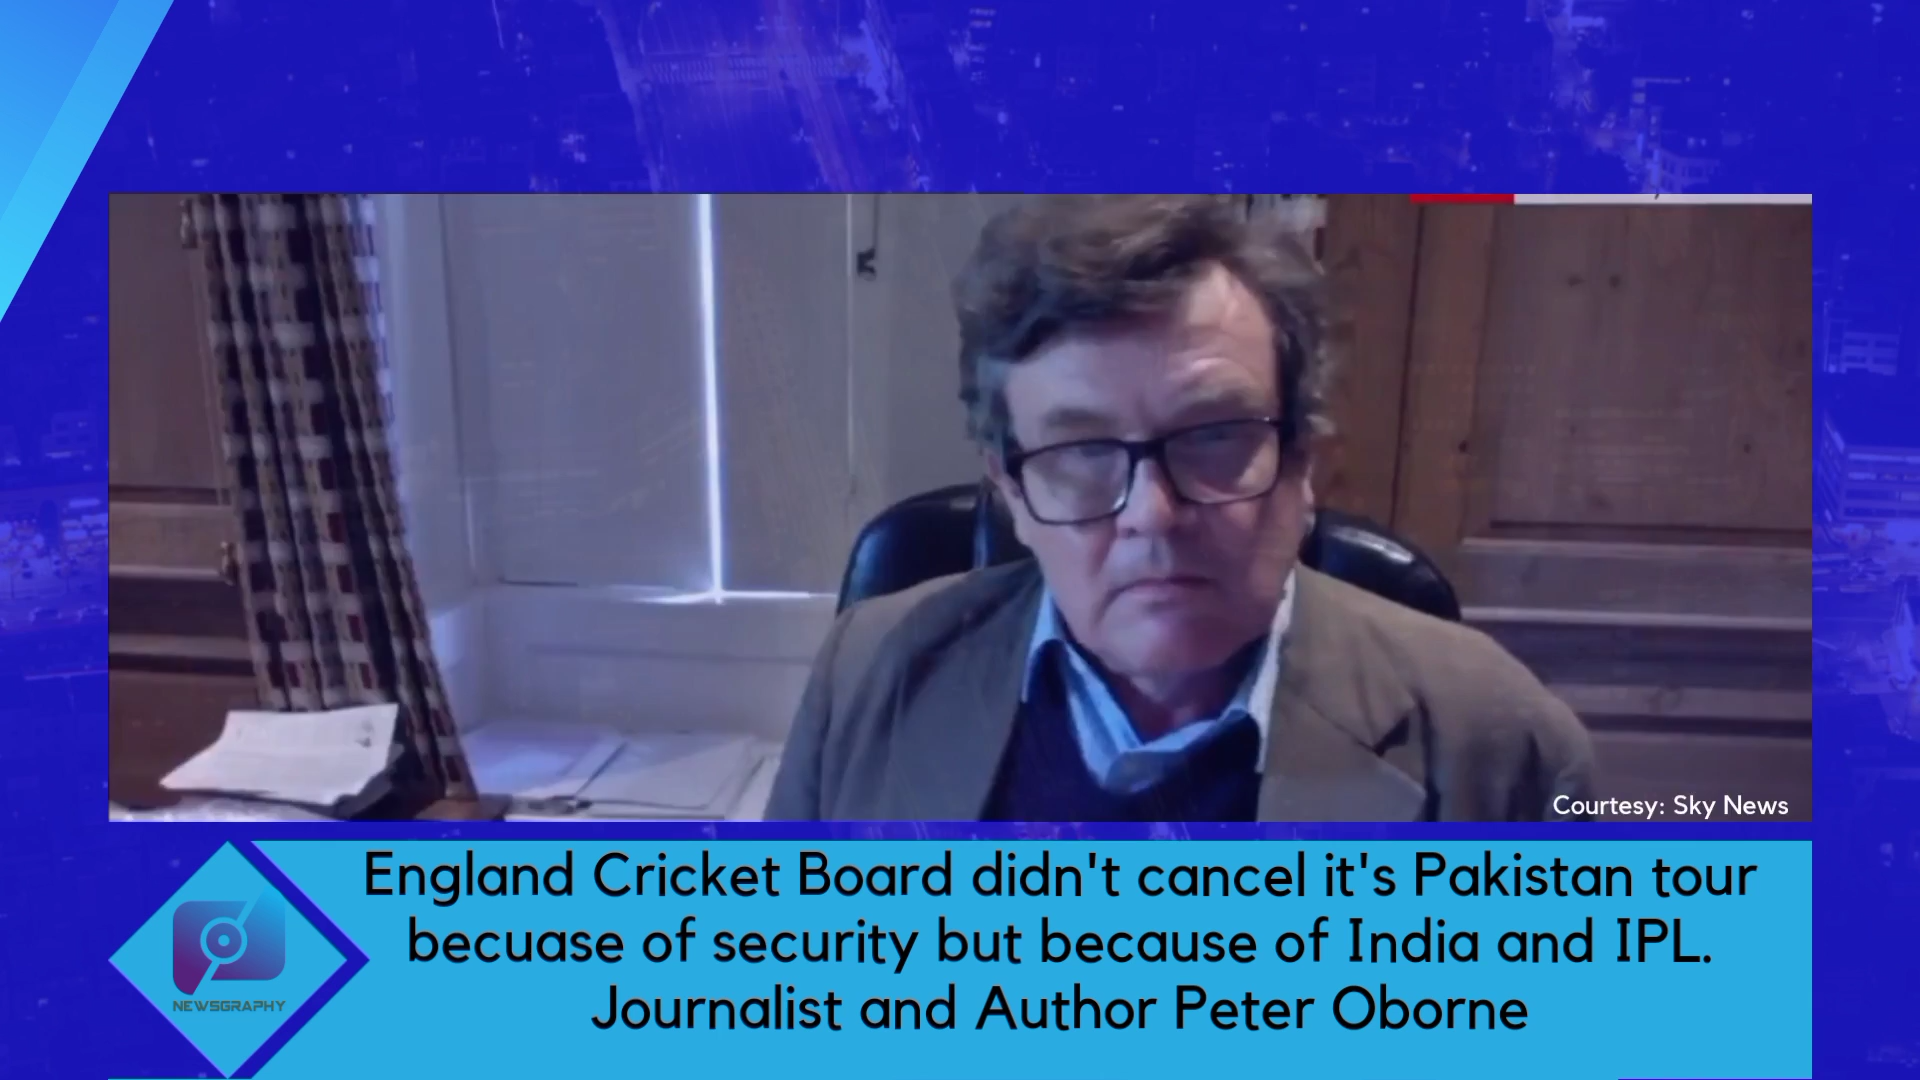 Courtesy: Sky News
England Cricket Board didn't cancel it's Pakistan tour
becuase of security but because of India and IPL.
Journalist and Author Peter Oborne
NEWSGRAPHY